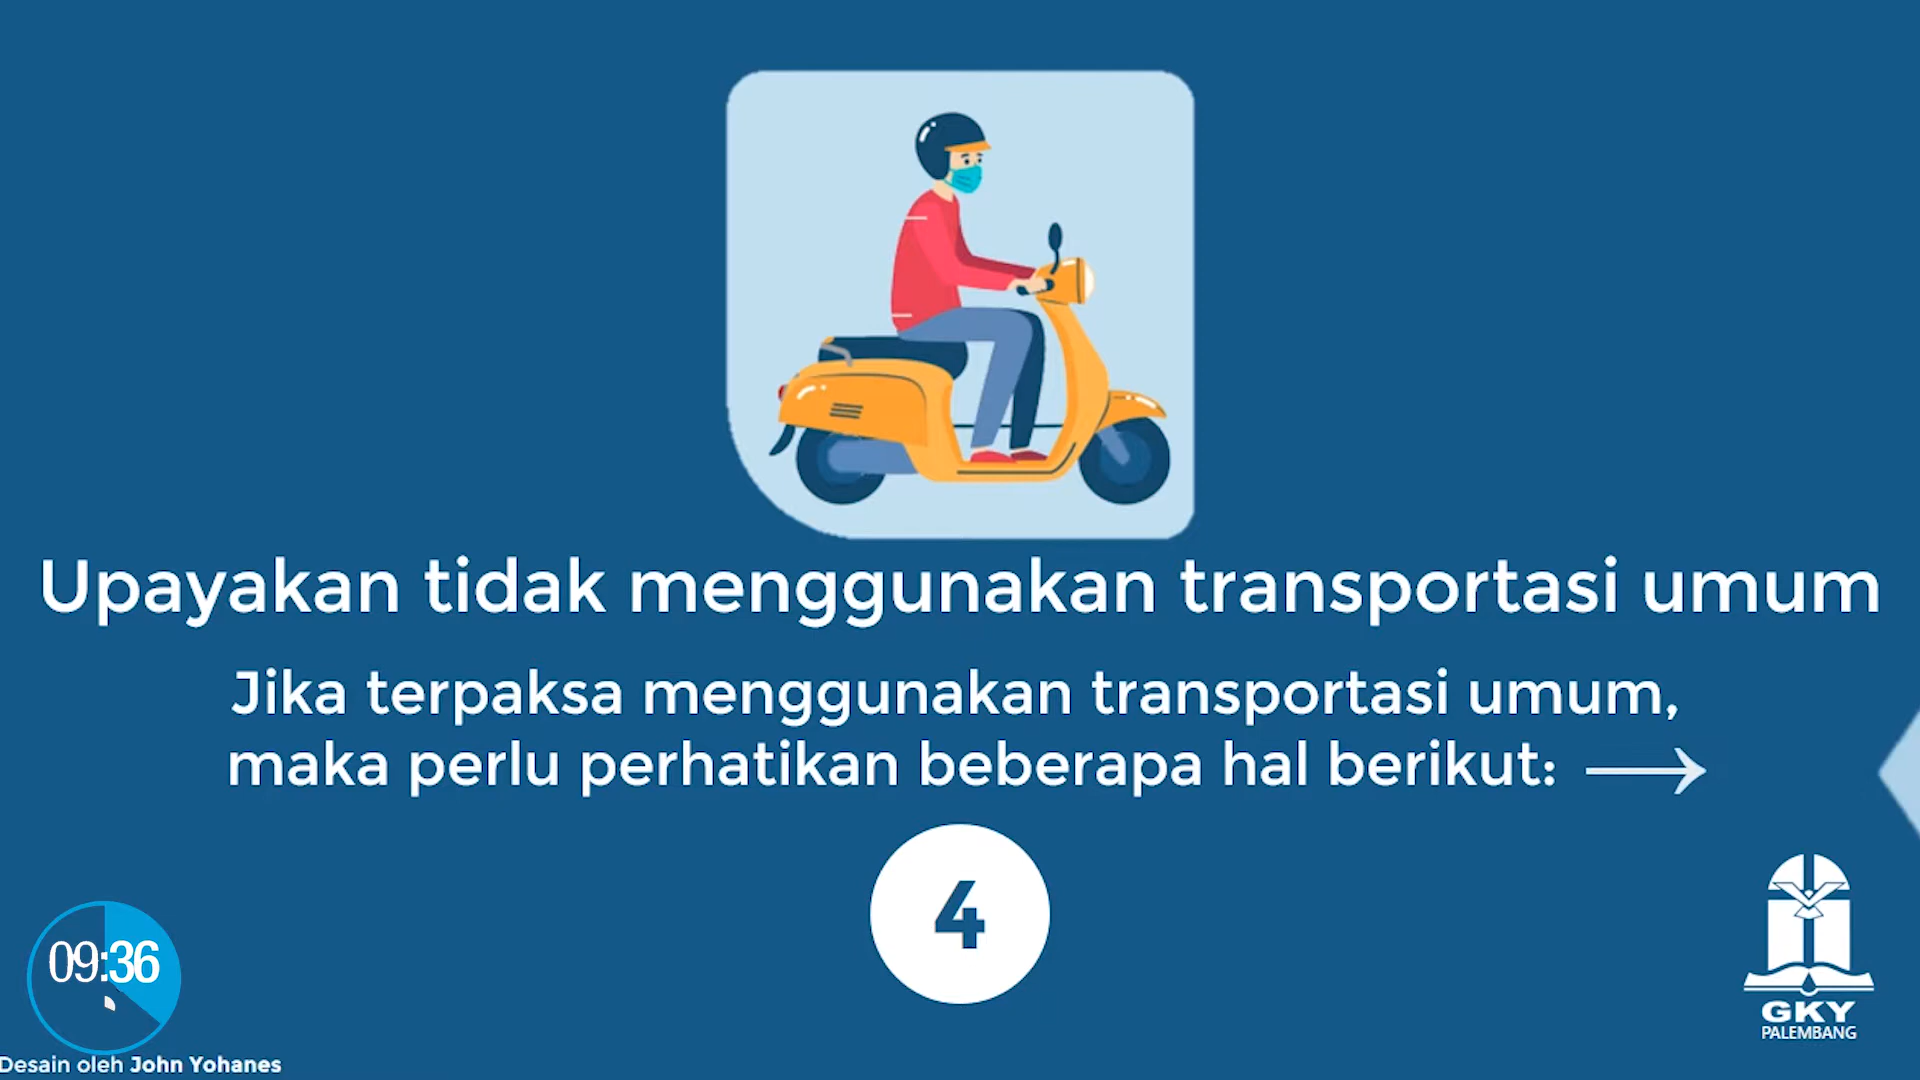 Upayakan tidak menggunakan transportasi umum
Jika terpaksa menggunakan transportasi umum,
maka perlu perhatikan beberapa hal berikut:
4
09:36
GKY
PALEMBANG
Desain oleh John Yohanes